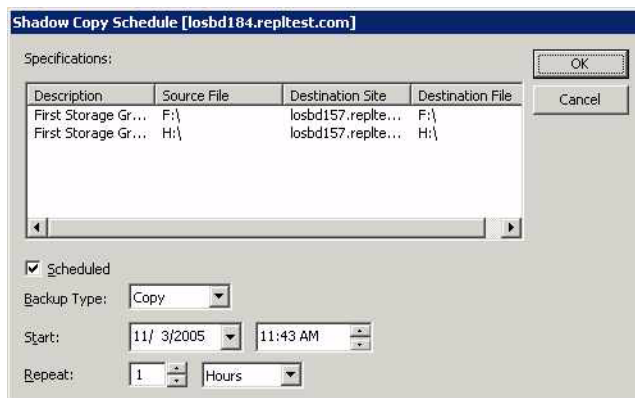 Shadow Copy Schedule [losbd184.repltest.com]
Specifications:
OK
Cancel
Description Source File Destination Site Destination File
First Storage Gr... F:\ losbd157.replte... F:\
First Storage Gr... H:\ losbd157.replte... H:\
Scheduled
Backup Type: Copy
Start: 11/ 3/2005 11:43 AM
Repeat: 1 Hours